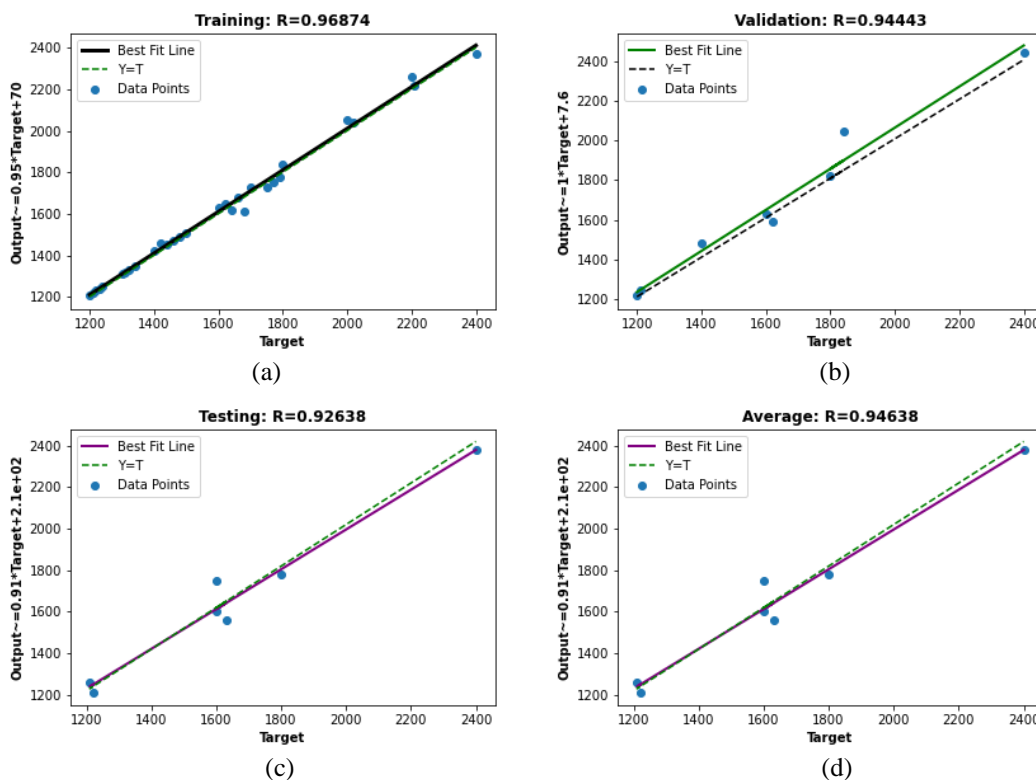 Training: R=0.96874
Output~=0.95*Target+70
2400
2200
2000
1800
1600
1400
1200
Best Fit Line
Y=T
Data Points
1200 1400 1600 1800 2000 2200 2400
Target
(a)
Validation: R=0.94443
Output~=1*Target+7.6
2400
2200
2000
1800
1600
1400
1200
Best Fit Line
Y=T
Data Points
1200 1400 1600 1800 2000 2200 2400
Target
(b)
Testing: R=0.92638
Output~=0.91*Target+2.1e+02
2400
2200
2000
1800
1600
1400
1200
Best Fit Line
Y=T
Data Points
1200 1400 1600 1800 2000 2200 2400
Target
(c)
Average: R=0.94638
Output~=0.91*Target+2.1e+02
2400
2200
2000
1800
1600
1400
1200
Best Fit Line
Y=T
Data Points
1200 1400 1600 1800 2000 2200 2400
Target
(d)